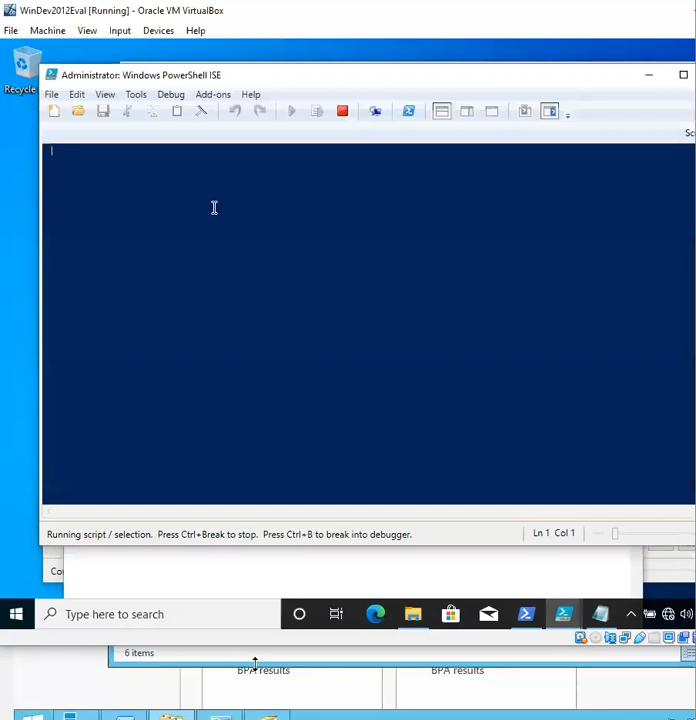 WinDev2012Eval [Running] - Oracle VM VirtualBox
File Machine View Input Devices Help
Recycle
Administrator: Windows PowerShell ISE
File Edit View Tools Debug Add-ons Help
Sc
Running script / selection. Press Ctrl+Break to stop. Press Ctrl+B to break into debugger.
Ln 1 Col 1
Co
Type here to search
6 items
BPA results
BPA results